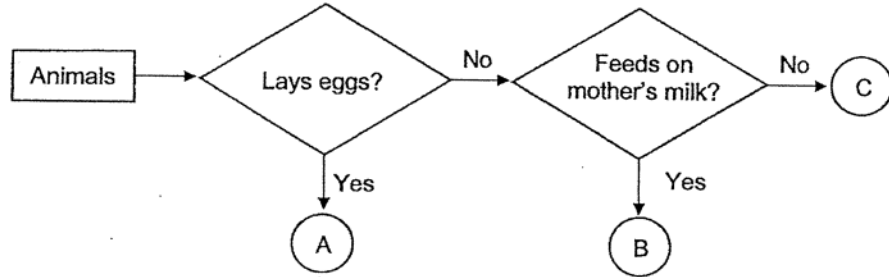 Animals
Lays eggs?
No
Feeds on
mother's milk?
No
C
Yes
A
Yes
B